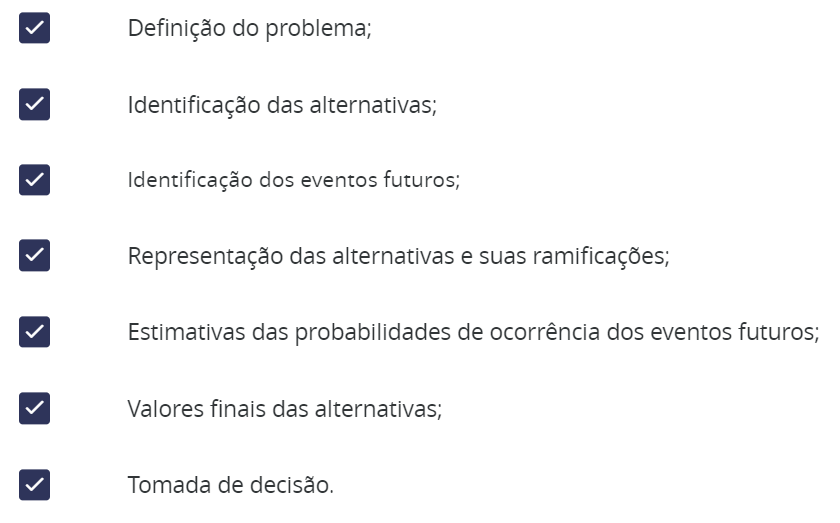 Definição do problema;
Identificação das alternativas;
Identificação dos eventos futuros;
Representação das alternativas e suas ramificações;
Estimativas das probabilidades de ocorrência dos eventos futuros;
Valores finais das alternativas;
Tomada de decisão.